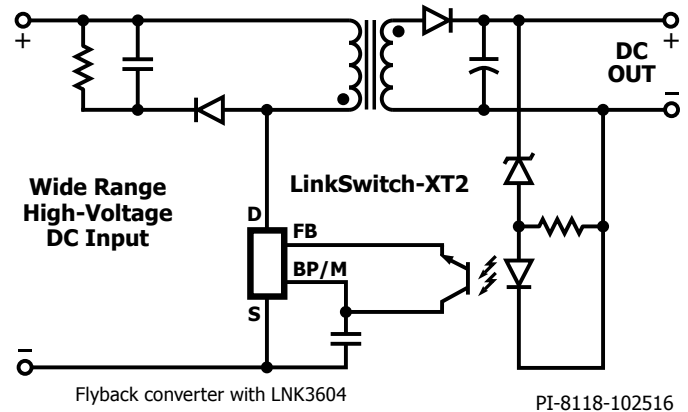 +
+
DC
OUT
–
Wide Range
High-Voltage
DC Input
LinkSwitch-XT2
D
FB
BP/M
S
–
Flyback converter with LNK3604
PI-8118-102516